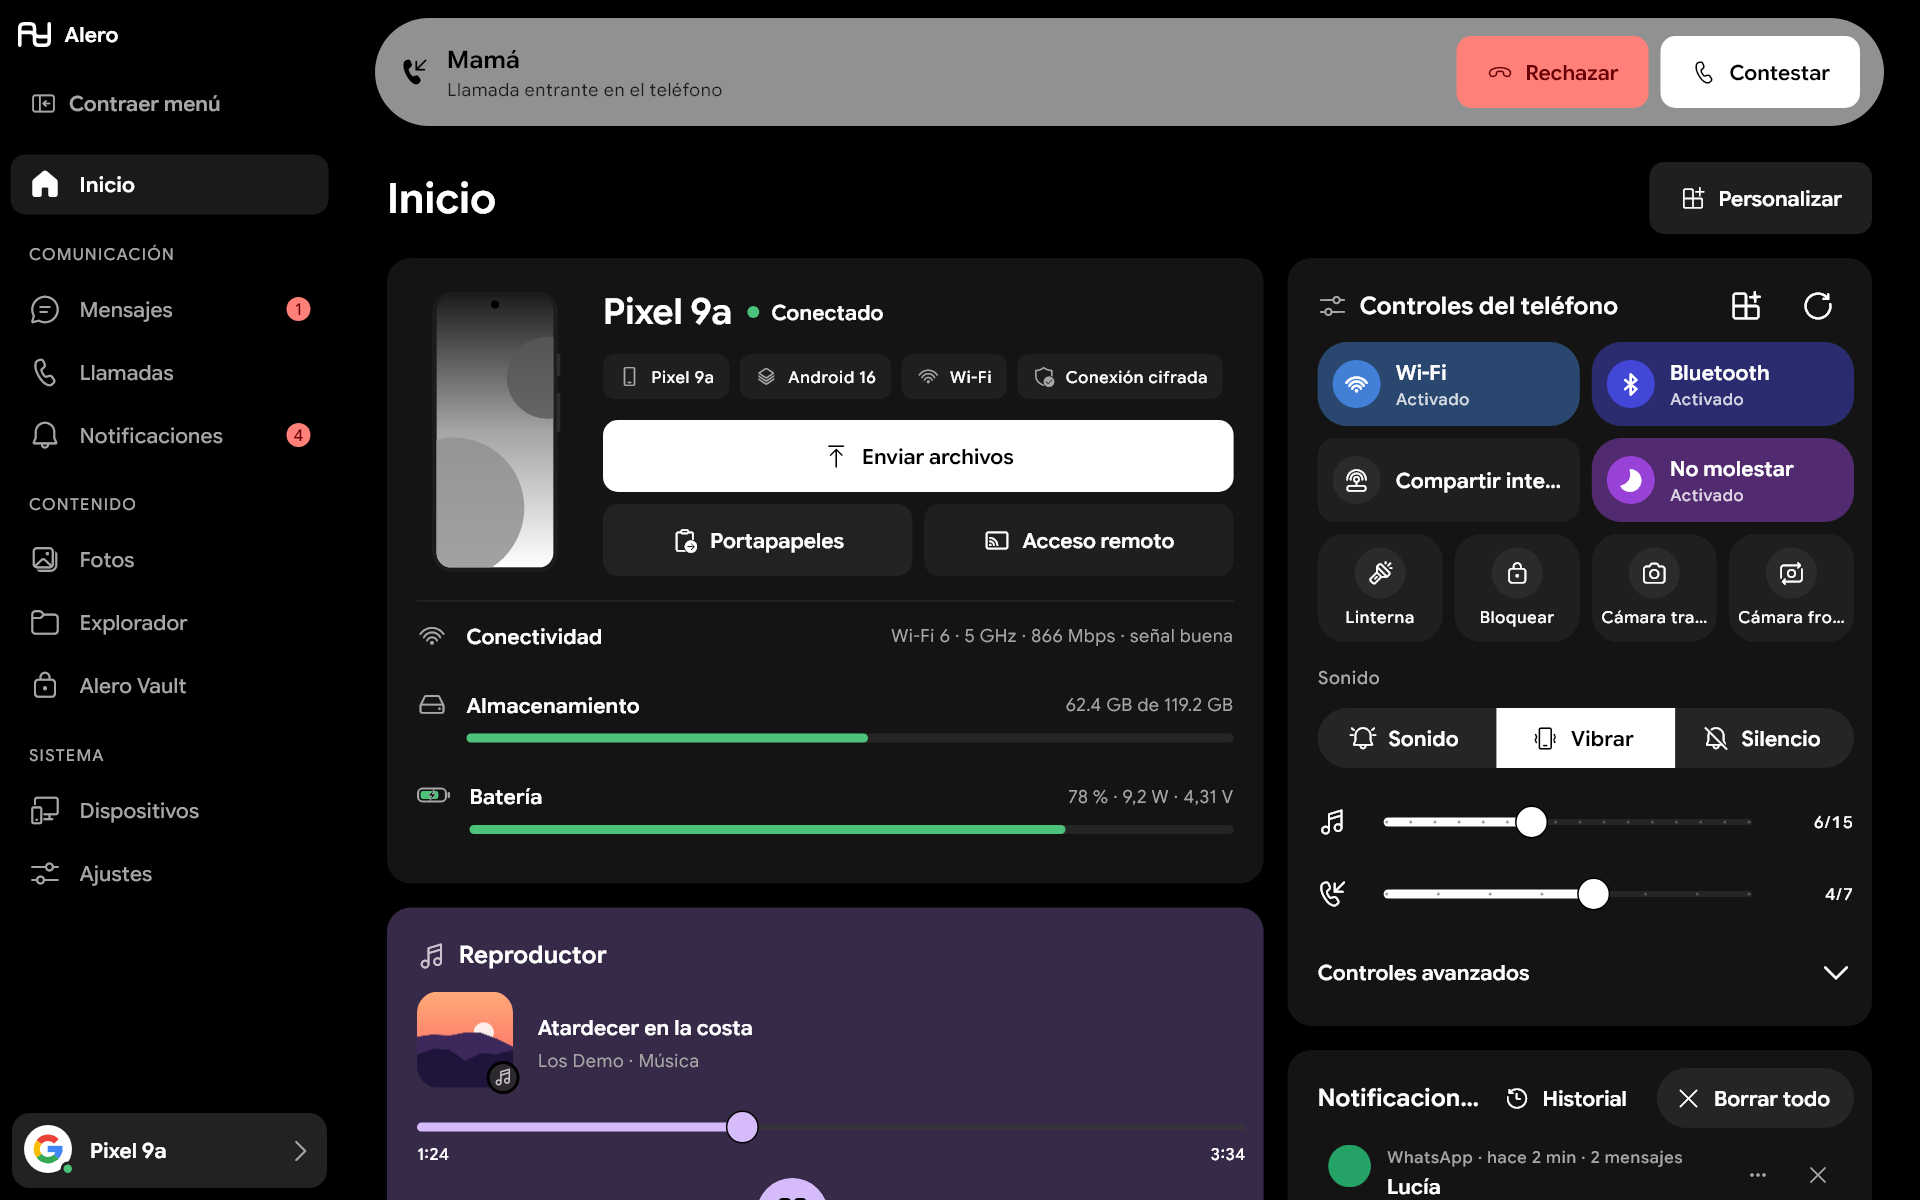 Alero
Contraer menú
Inicio
COMUNICACIÓN
Mensajes 1
Llamadas
Notificaciones 4
CONTENIDO
Fotos
Explorador
Alero Vault
SISTEMA
Dispositivos
Ajustes
Pixel 9a
Mamá
Llamada entrante en el teléfono
Rechazar
Contestar
Inicio
Personalizar
Pixel 9a Conectado
Pixel 9a Android 16 Wi-Fi Conexión cifrada
Enviar archivos
Portapapeles Acceso remoto
Conectividad Wi-Fi 6 · 5 GHz · 866 Mbps · señal buena
Almacenamiento 62.4 GB de 119.2 GB
Batería 78 % · 9,2 W · 4,31 V
Reproductor
Atardecer en la costa
Los Demo · Música
1:24 3:34
Controles del teléfono
Wi-Fi
Activado
Bluetooth
Activado
Compartir inte...
No molestar
Activado
Linterna Bloquear Cámara tra... Cámara fro...
Sonido
Sonido Vibrar Silencio
6/15
4/7
Controles avanzados
Notificacion... Historial Borrar todo
WhatsApp · hace 2 min · 2 mensajes
Lucía